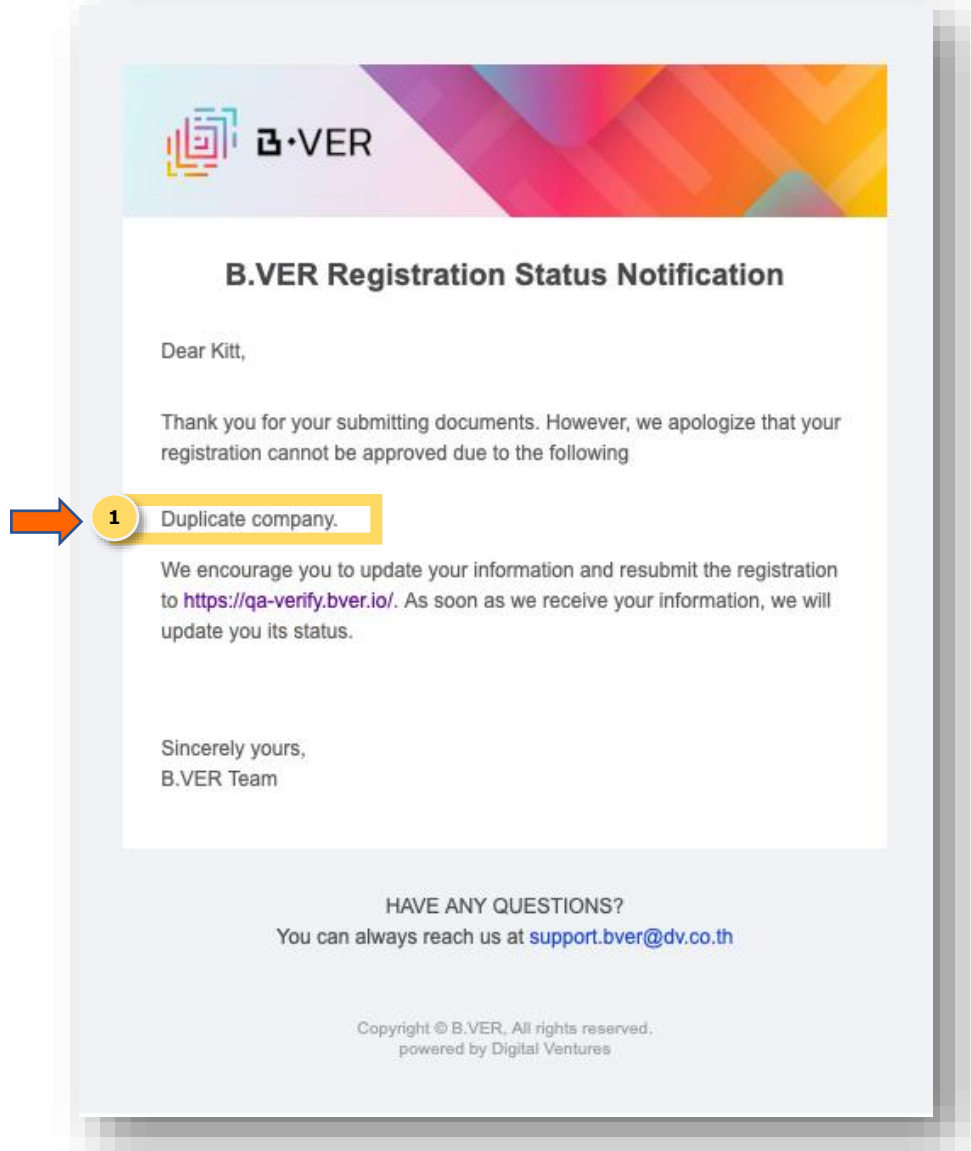 B·VER
B.VER Registration Status Notification
Dear Kitt,
Thank you for your submitting documents. However, we apologize that your
registration cannot be approved due to the following
1
Duplicate company.
We encourage you to update your information and resubmit the registration
to https://qa-verify.bver.io/. As soon as we receive your information, we will
update you its status.
Sincerely yours,
B.VER Team
HAVE ANY QUESTIONS?
You can always reach us at support.bver@dv.co.th
Copyright © B.VER, All rights reserved.
powered by Digital Ventures